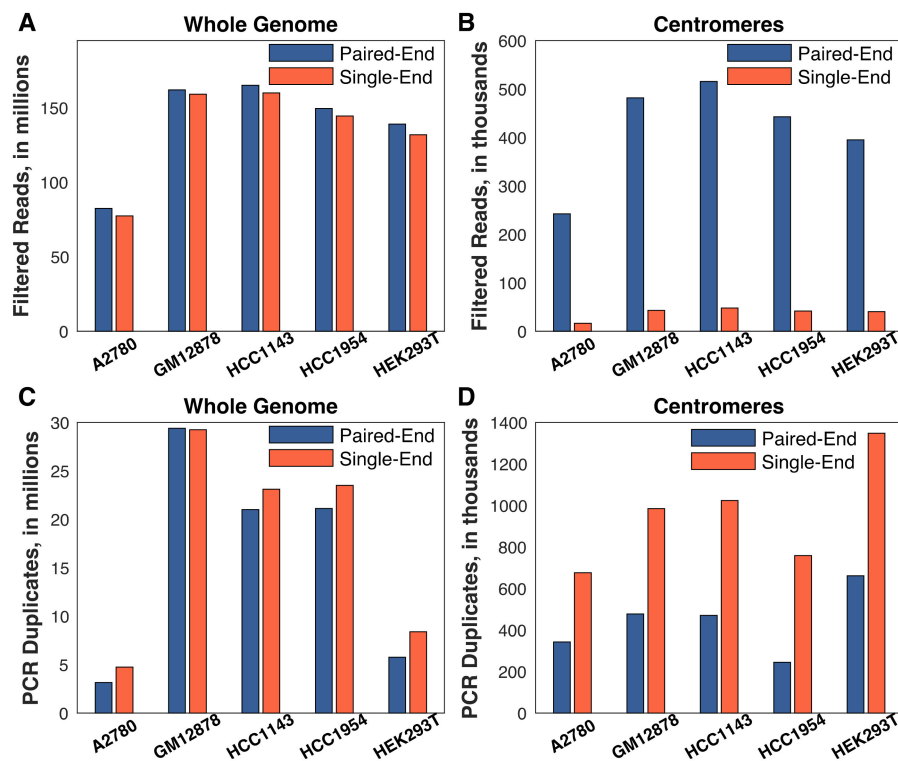 A
Whole Genome
Filtered Reads, in millions
Paired-End
Single-End
150
100
50
0
A2780
GM12878
HCC1143
HCC1954
HEK293T
B
Centromeres
Filtered Reads, in thousands
Paired-End
Single-End
600
500
400
300
200
100
0
A2780
GM12878
HCC1143
HCC1954
HEK293T
C
Whole Genome
PCR Duplicates, in millions
Paired-End
Single-End
30
25
20
15
10
5
0
A2780
GM12878
HCC1143
HCC1954
HEK293T
D
Centromeres
PCR Duplicates, in thousands
Paired-End
Single-End
1400
1200
1000
800
600
400
200
0
A2780
GM12878
HCC1143
HCC1954
HEK293T